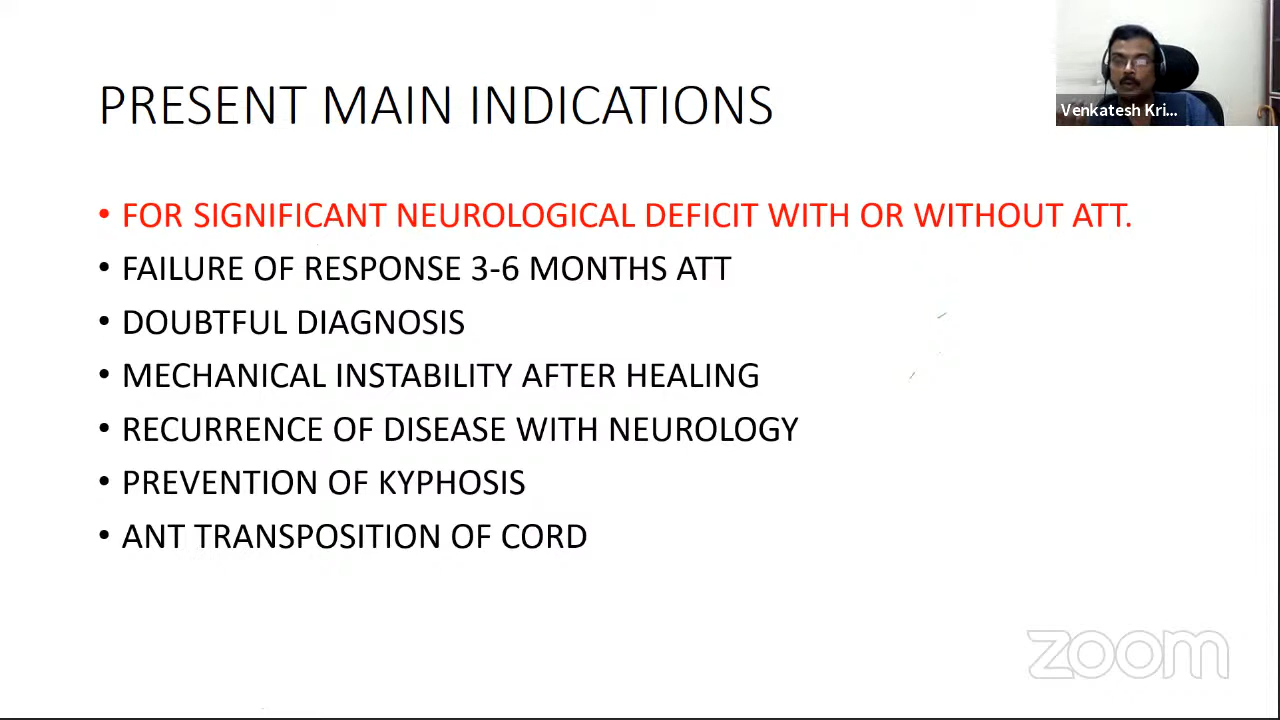 PRESENT MAIN INDICATIONS
Venkatesh Kri...
• FOR SIGNIFICANT NEUROLOGICAL DEFICIT WITH OR WITHOUT ATT.
• FAILURE OF RESPONSE 3-6 MONTHS ATT
• DOUBTFUL DIAGNOSIS
• MECHANICAL INSTABILITY AFTER HEALING
• RECURRENCE OF DISEASE WITH NEUROLOGY
• PREVENTION OF KYPHOSIS
• ANT TRANSPOSITION OF CORD
zoom